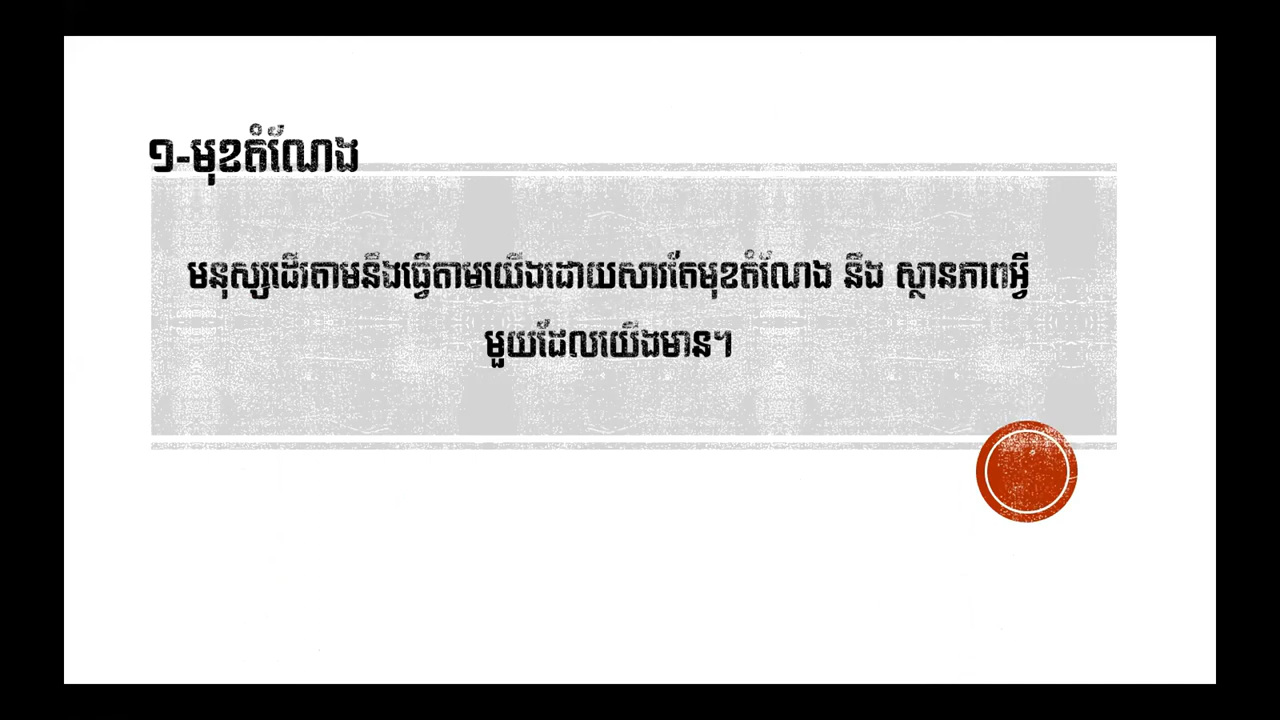 ១-មុខតំណែង
មនុស្សដើរតាមនឹងធ្វើតាមយើងដោយសារតែមុខតំណែង នឹង ស្ថានភាពអ្វី
មួយដែលយើងមាន។